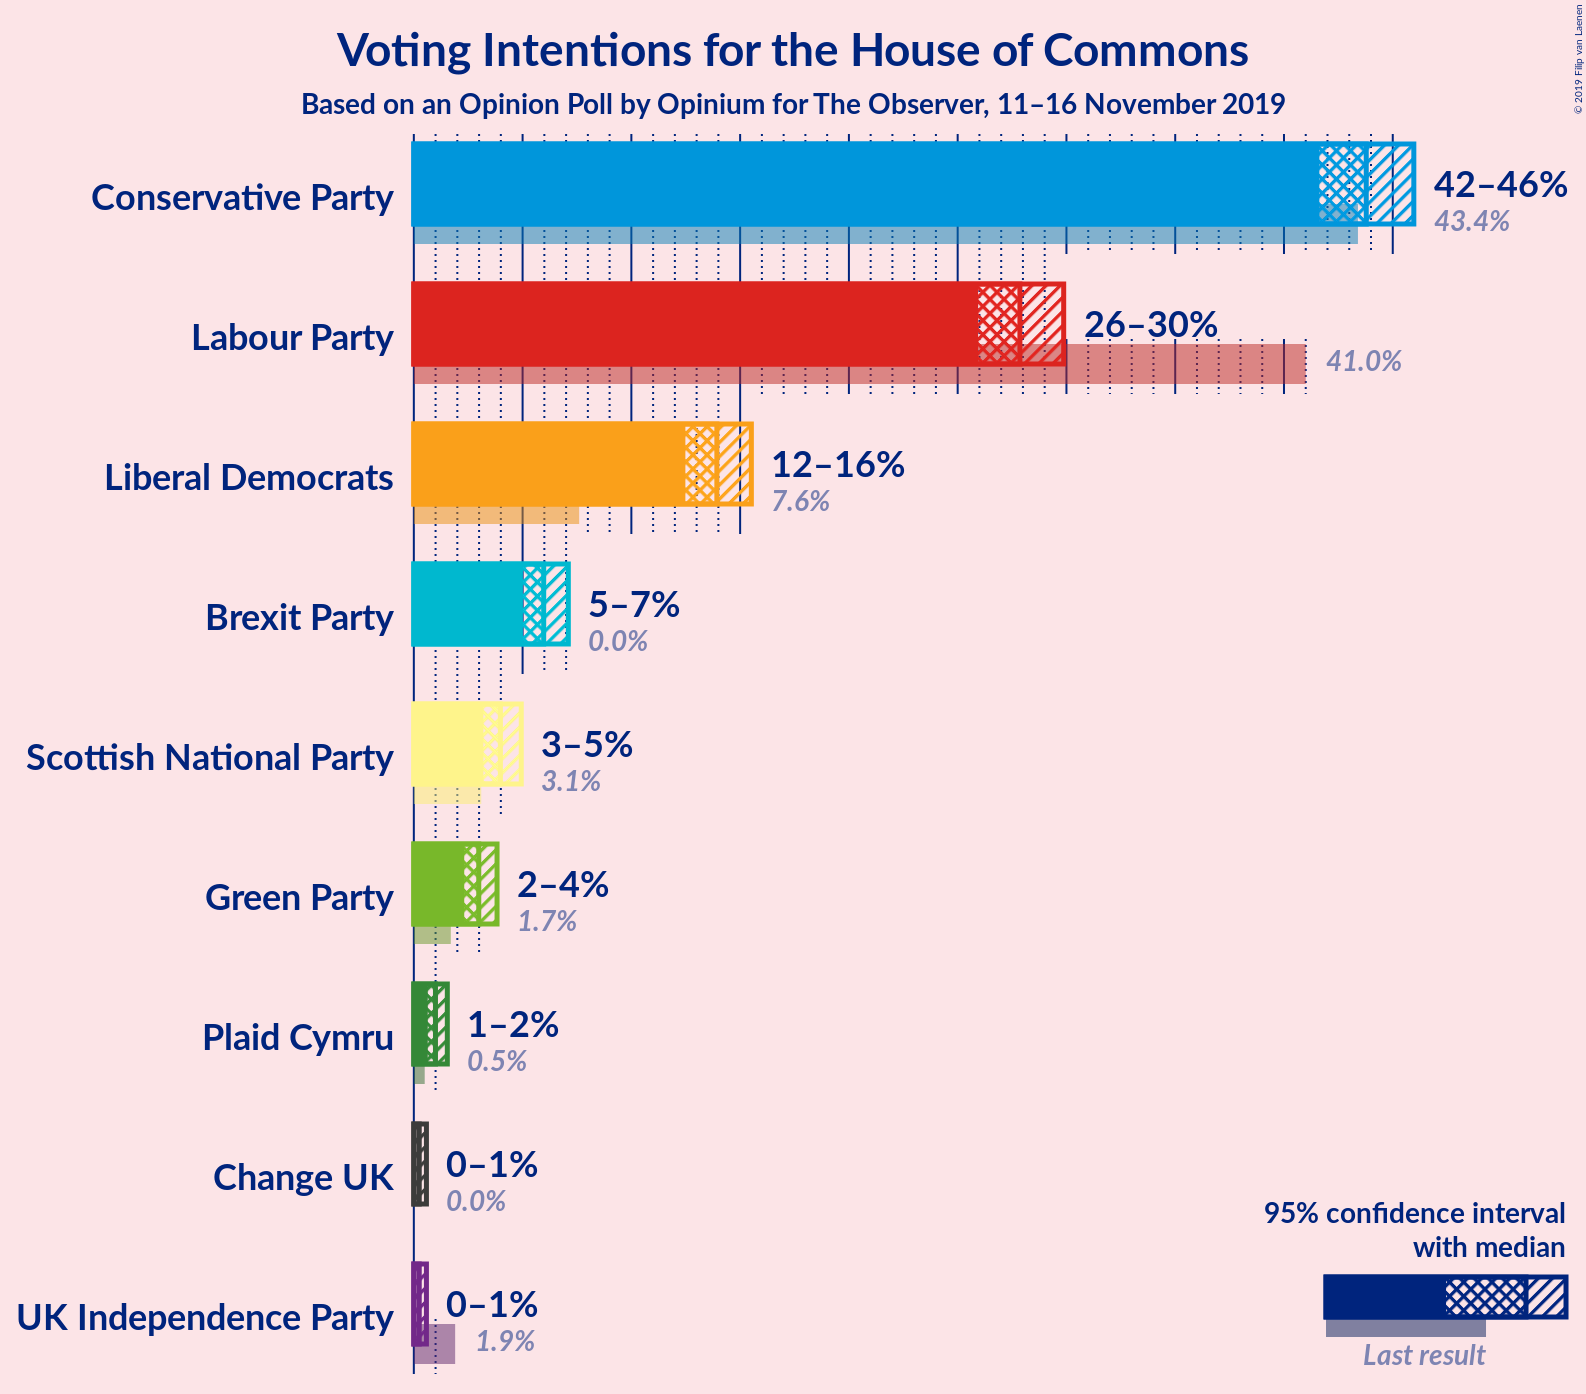 Voting Intentions for the House of Commons
Based on an Opinion Poll by Opinium for The Observer, 11–16 November 2019
© 2019 Filip van Laenen
Conservative Party
42–46%
43.4%
Labour Party
26–30%
41.0%
Liberal Democrats
12–16%
7.6%
Brexit Party
5–7%
0.0%
Scottish National Party
3–5%
3.1%
Green Party
2–4%
1.7%
Plaid Cymru
1–2%
0.5%
Change UK
0–1%
0.0%
UK Independence Party
0–1%
1.9%
95% confidence interval
with median
Last result